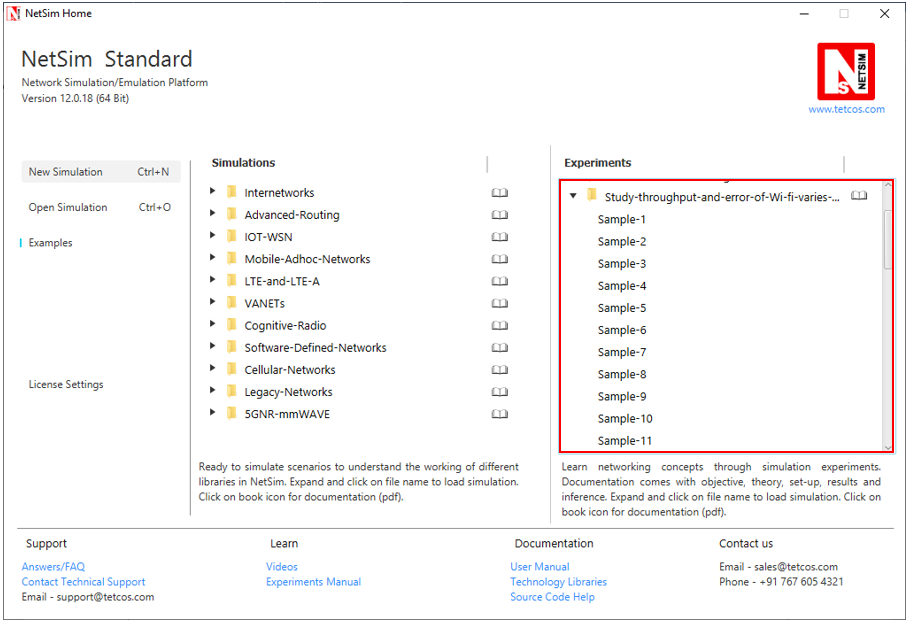 NetSim Home
NetSim Standard
Network Simulation/Emulation Platform
Version 12.0.18 (64 Bit)
NETSIM
www.tetcos.com
New Simulation Ctrl+N
Open Simulation Ctrl+O
Examples
License Settings
Simulations
Internetworks
Advanced-Routing
IOT-WSN
Mobile-Adhoc-Networks
LTE-and-LTE-A
VANETs
Cognitive-Radio
Software-Defined-Networks
Cellular-Networks
Legacy-Networks
5GNR-mmWAVE
Ready to simulate scenarios to understand the working of different
libraries in NetSim. Expand and click on file name to load simulation.
Click on book icon for documentation (pdf).
Experiments
Study-throughput-and-error-of-Wi-fi-varies-...
Sample-1
Sample-2
Sample-3
Sample-4
Sample-5
Sample-6
Sample-7
Sample-8
Sample-9
Sample-10
Sample-11
Learn networking concepts through simulation experiments.
Documentation comes with objective, theory, set-up, results and
inference. Expand and click on file name to load simulation. Click on
book icon for documentation (pdf).
Support
Answers/FAQ
Contact Technical Support
Email - support@tetcos.com
Learn
Videos
Experiments Manual
Documentation
User Manual
Technology Libraries
Source Code Help
Contact us
Email - sales@tetcos.com
Phone - +91 767 605 4321